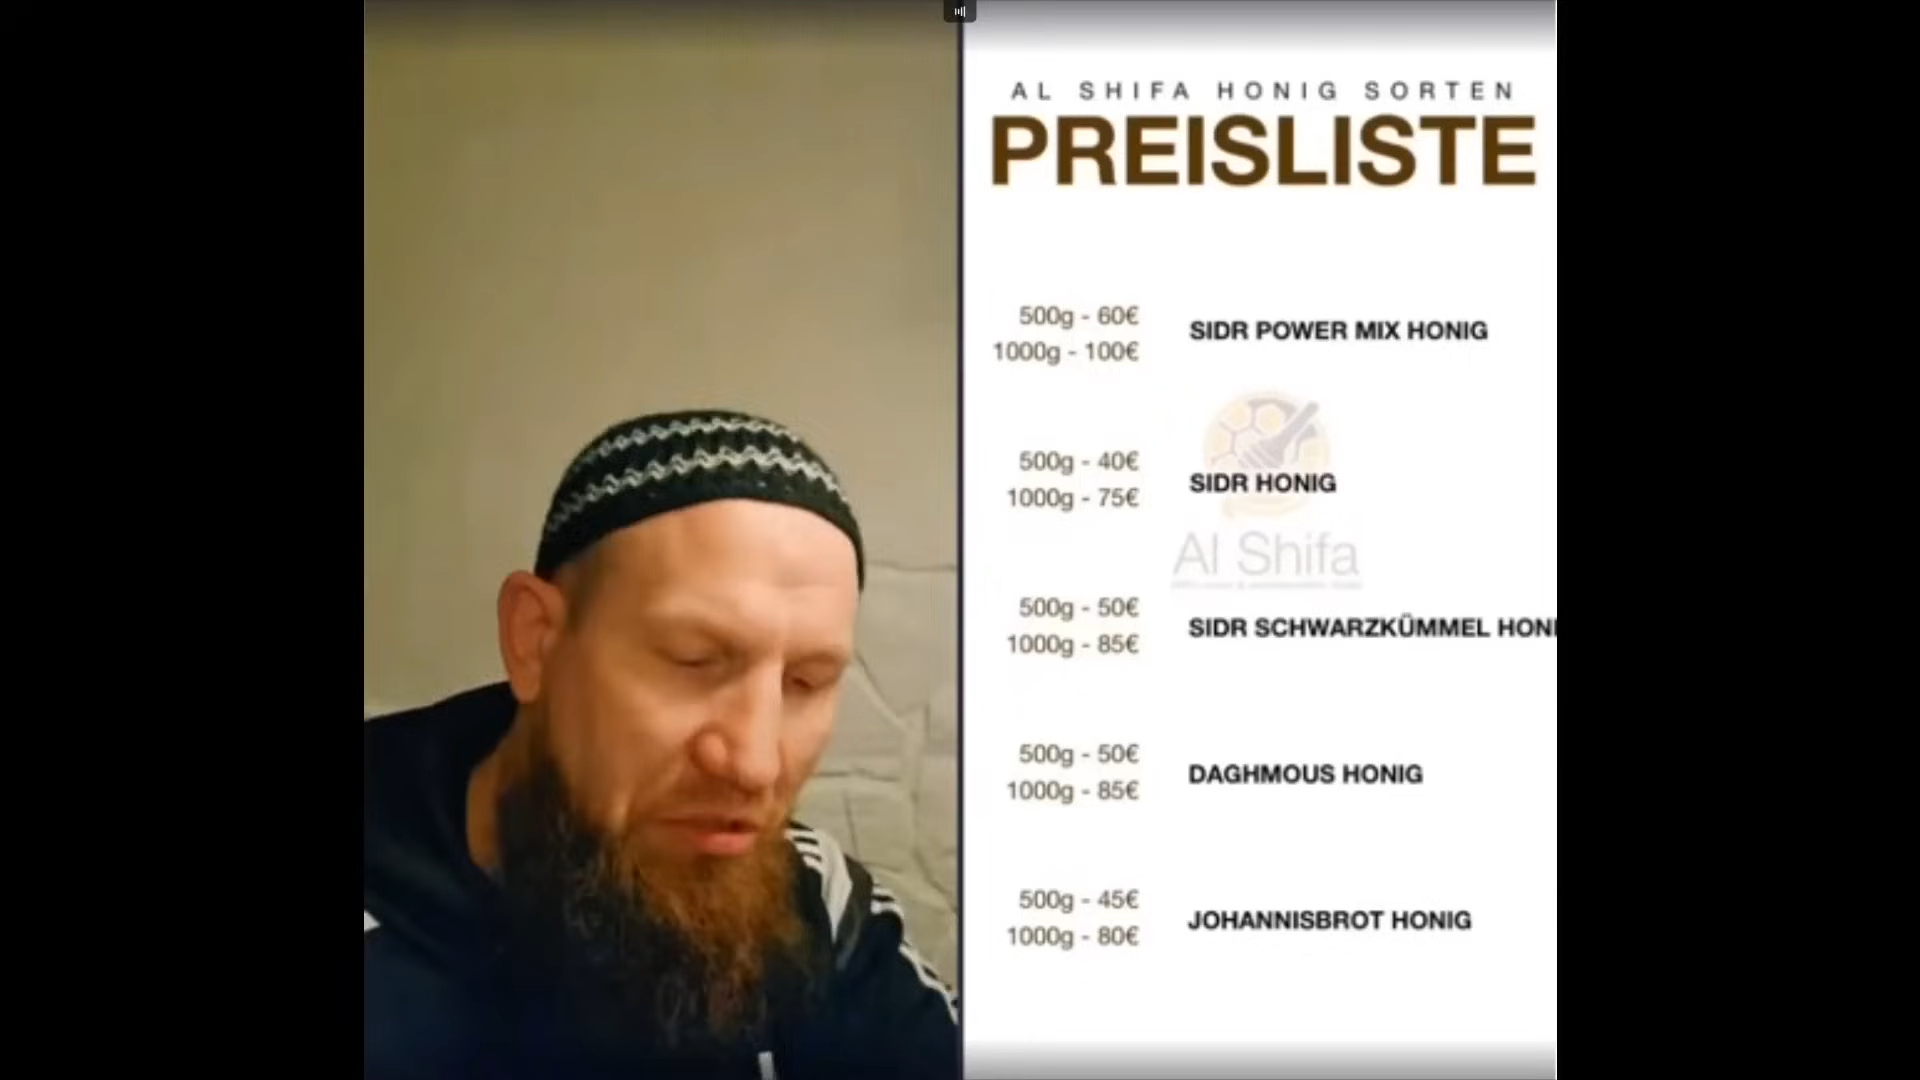 AL SHIFA HONIG SORTEN
PREISLISTE
500g - 60€
1000g - 100€
SIDR POWER MIX HONIG
500g - 40€
1000g - 75€
SIDR HONIG
Al Shifa
500g - 50€
1000g - 85€
SIDR SCHWARZKÜMMEL HONI
500g - 50€
1000g - 85€
DAGHMOUS HONIG
500g - 45€
1000g - 80€
JOHANNISBROT HONIG